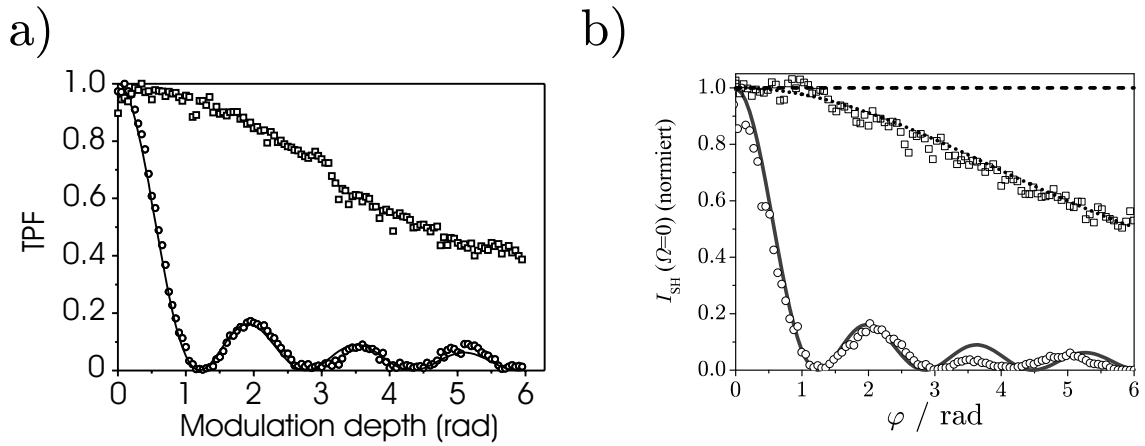 a)
1.0
0.8
0.6
0.4
0.2
0
TPF
0 1 2 3 4 5 6
Modulation depth (rad)
b)
1.0
0.8
0.6
0.4
0.2
0.0
I_SH (Ω=0) (normiert)
0 1 2 3 4 5 6
φ / rad